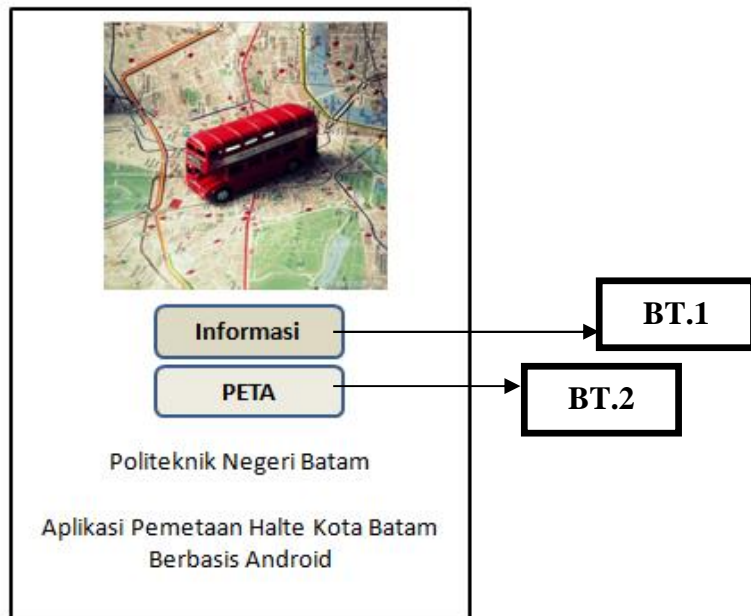 Informasi
BT.1
PETA
BT.2
Politeknik Negeri Batam
Aplikasi Pemetaan Halte Kota Batam
Berbasis Android